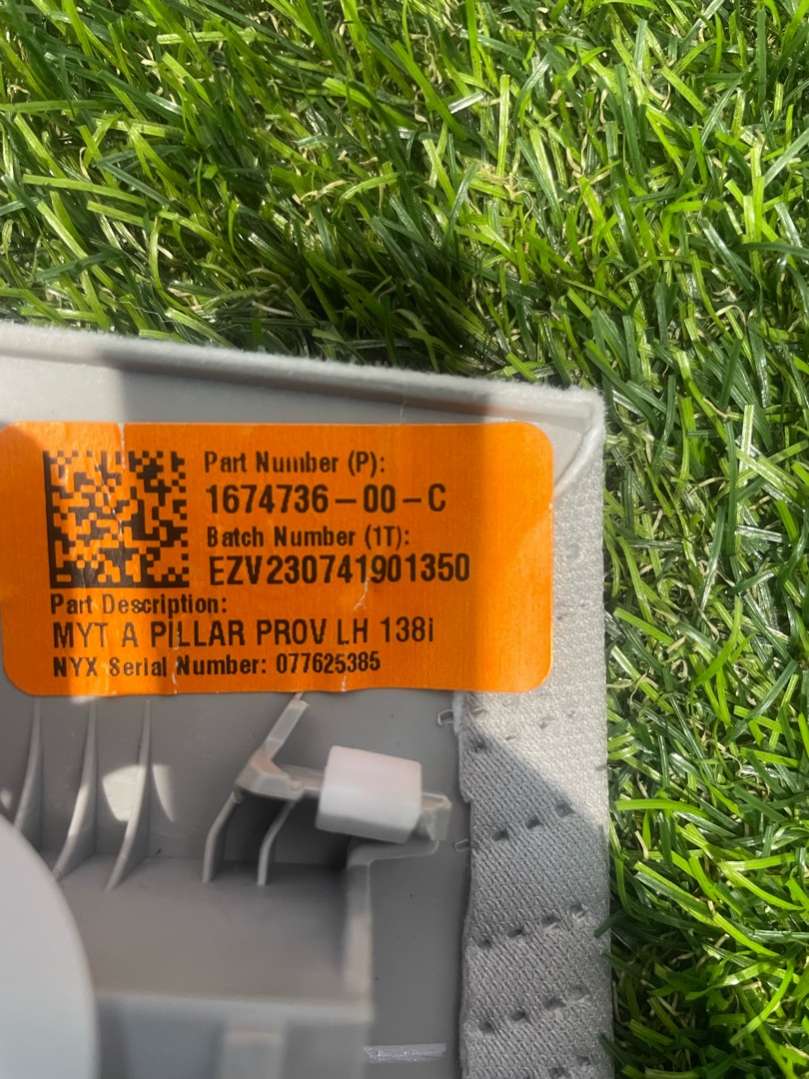 Part Number (P):
1674736-00-C
Batch Number (1T):
EZV230741901350
Part Description:
MYT A PILLAR PROV LH 138i
NYX Serial Number: 077625385